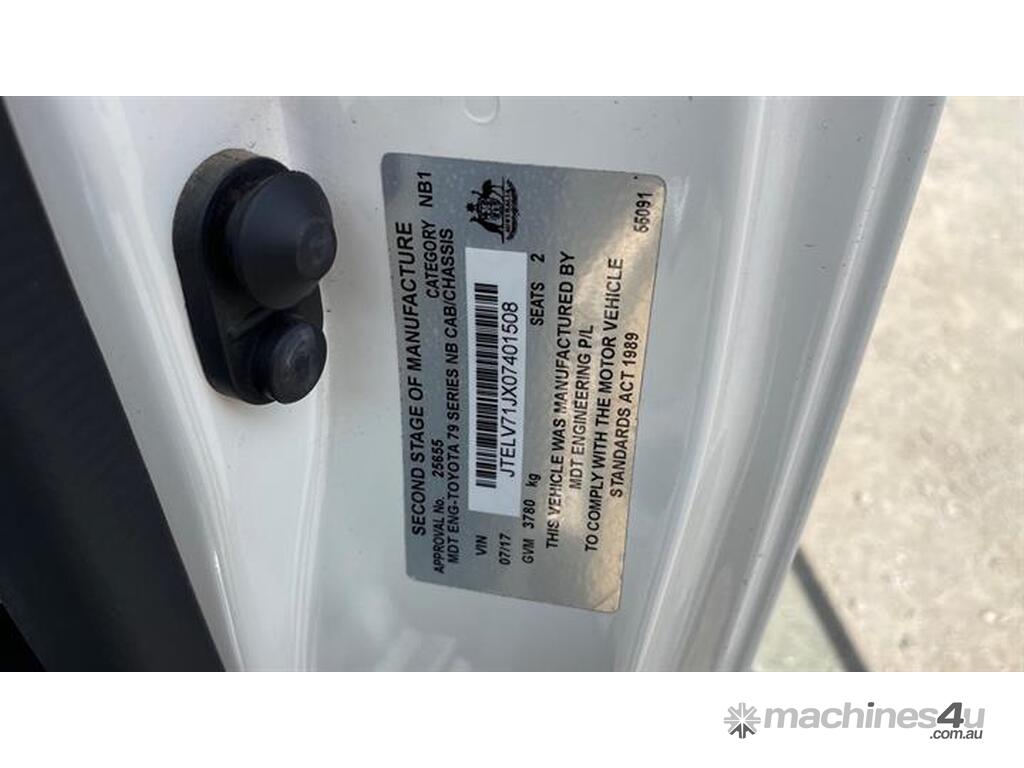 SECOND STAGE OF MANUFACTURE
APPROVAL No. 25655 CATEGORY NB1
MDT ENG-TOYOTA 79 SERIES NB CAB/CHASSIS
VIN JTELV71JX07401508
07/17
GVM 3780 kg SEATS 2
THIS VEHICLE WAS MANUFACTURED BY
MDT ENGINEERING P/L
TO COMPLY WITH THE MOTOR VEHICLE
STANDARDS ACT 1989
55091
machines4u
.com.au